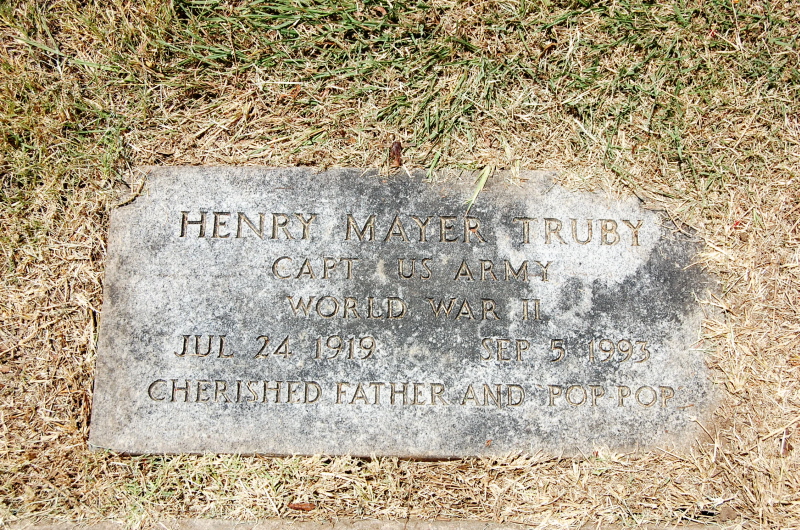 HENRY MAYER TRUBY
CAPT US ARMY
WORLD WAR II
JUL 24 1919 SEP 5 1993
CHERISHED FATHER AND "POP POP"